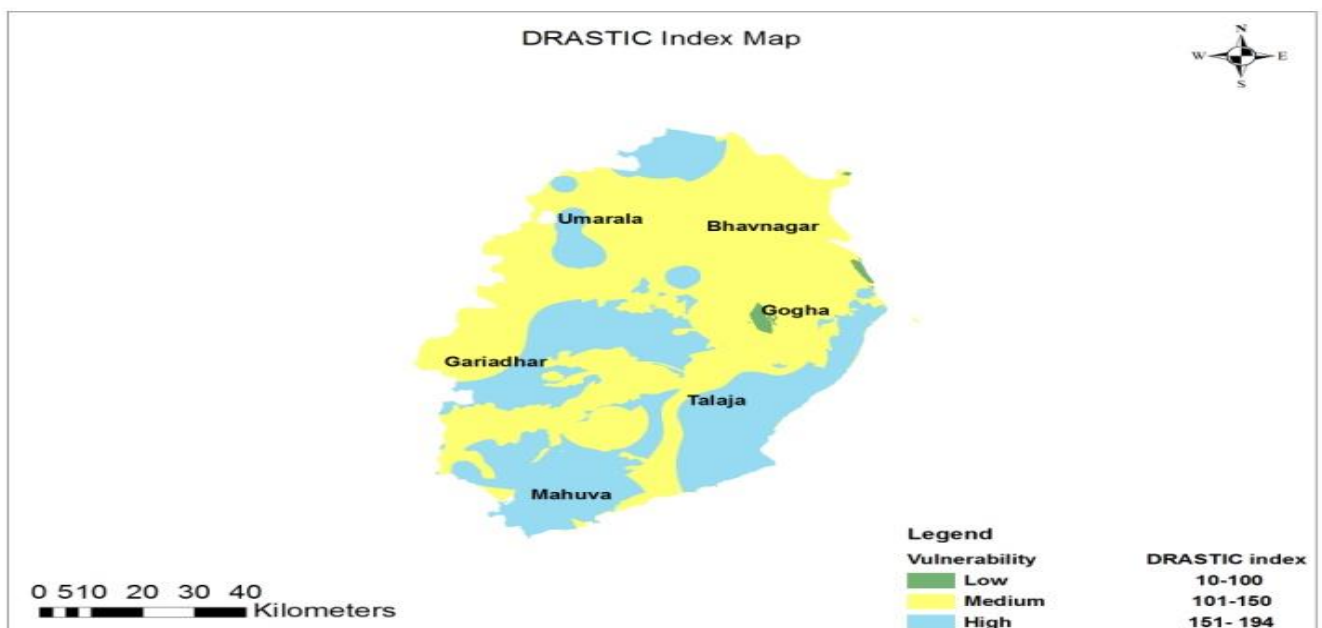 DRASTIC Index Map
N
W E
S
Umarala
Bhavnagar
Gogha
Gariadhar
Talaja
Mahuva
Legend
Vulnerability DRASTIC index
Low 10-100
Medium 101-150
High 151- 194
0 510 20 30 40
Kilometers